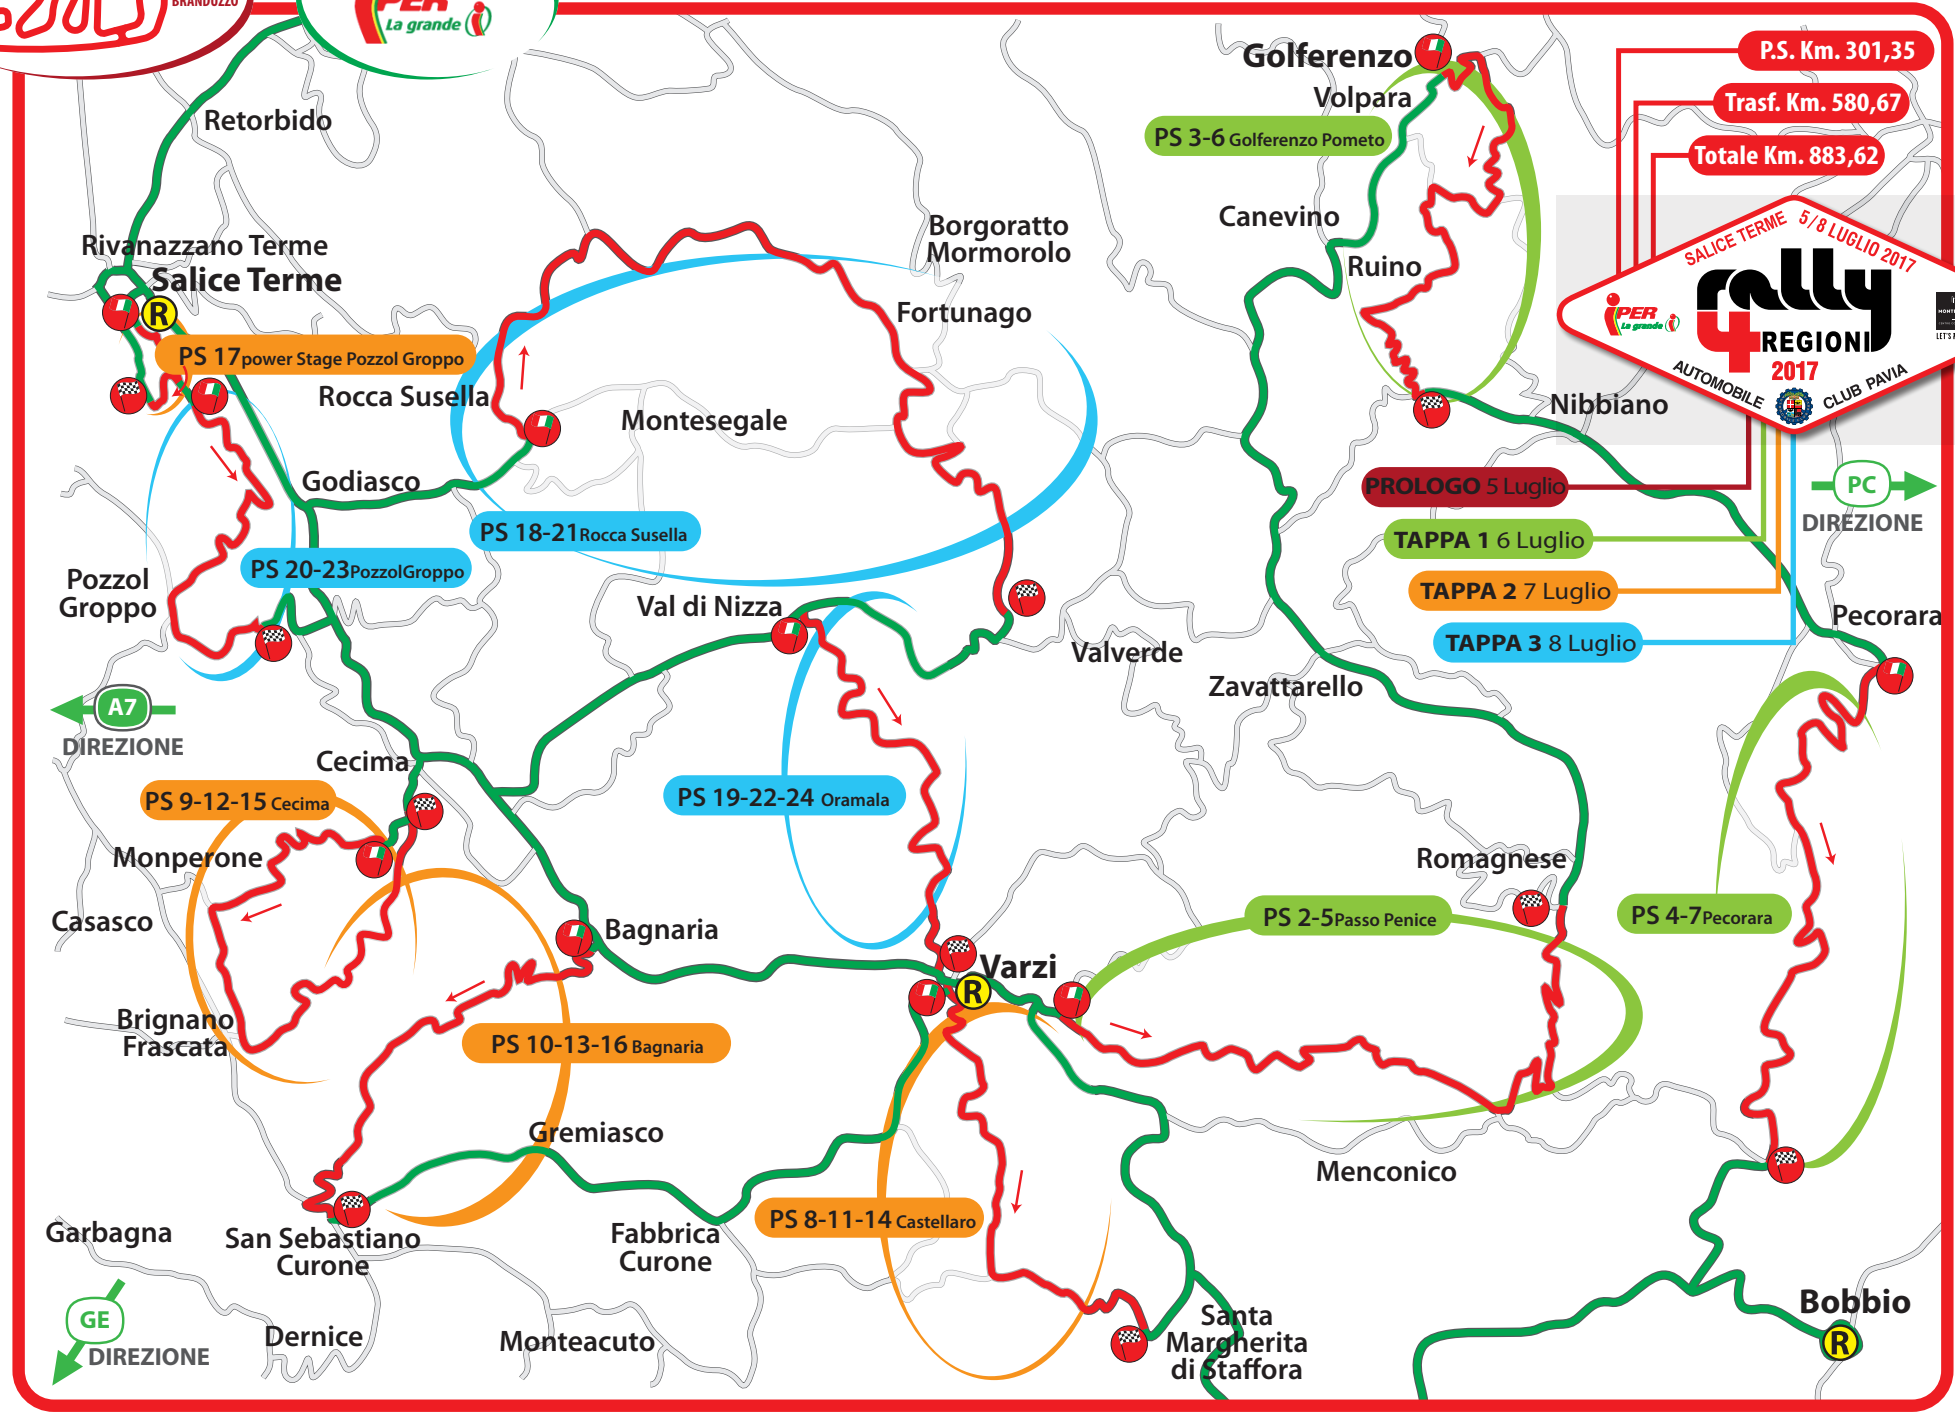 BRANDUZZO
iPER
La grande i
Golferenzo
P.S. Km. 301,35
Volpara
Trasf. Km. 580,67
Retorbido
PS 3-6 Golferenzo Pometo
Totale Km. 883,62
Canevino
Borgoratto
Mormorolo
SALICE TERME 5/8 LUGLIO 2017
Rivanazzano Terme
Salice Terme
Ruino
rally
R
Fortunago
iPER
La grande i
4 REGIONI
2017
AUTOMOBILE CLUB PAVIA
PS 17 power Stage Pozzol Groppo
Rocca Susella
Montesegale
Nibbiano
Godiasco
PROLOGO 5 Luglio
PC
DIREZIONE
PS 18-21 Rocca Susella
TAPPA 1 6 Luglio
PS 20-23 PozzolGroppo
Pozzol
Groppo
TAPPA 2 7 Luglio
Val di Nizza
Pecorara
TAPPA 3 8 Luglio
Valverde
Zavattarello
A7
DIREZIONE
Cecima
PS 9-12-15 Cecima
PS 19-22-24 Oramala
Monperone
Romagnese
Casasco
Bagnaria
PS 2-5 Passo Penice
PS 4-7 Pecorara
Varzi
R
Brignano
Frascata
PS 10-13-16 Bagnaria
Gremiasco
Menconico
PS 8-11-14 Castellaro
Garbagna
San Sebastiano
Curone
Fabbrica
Curone
GE
DIREZIONE
Dernice
Monteacuto
Santa
Margherita
di Staffora
Bobbio
R